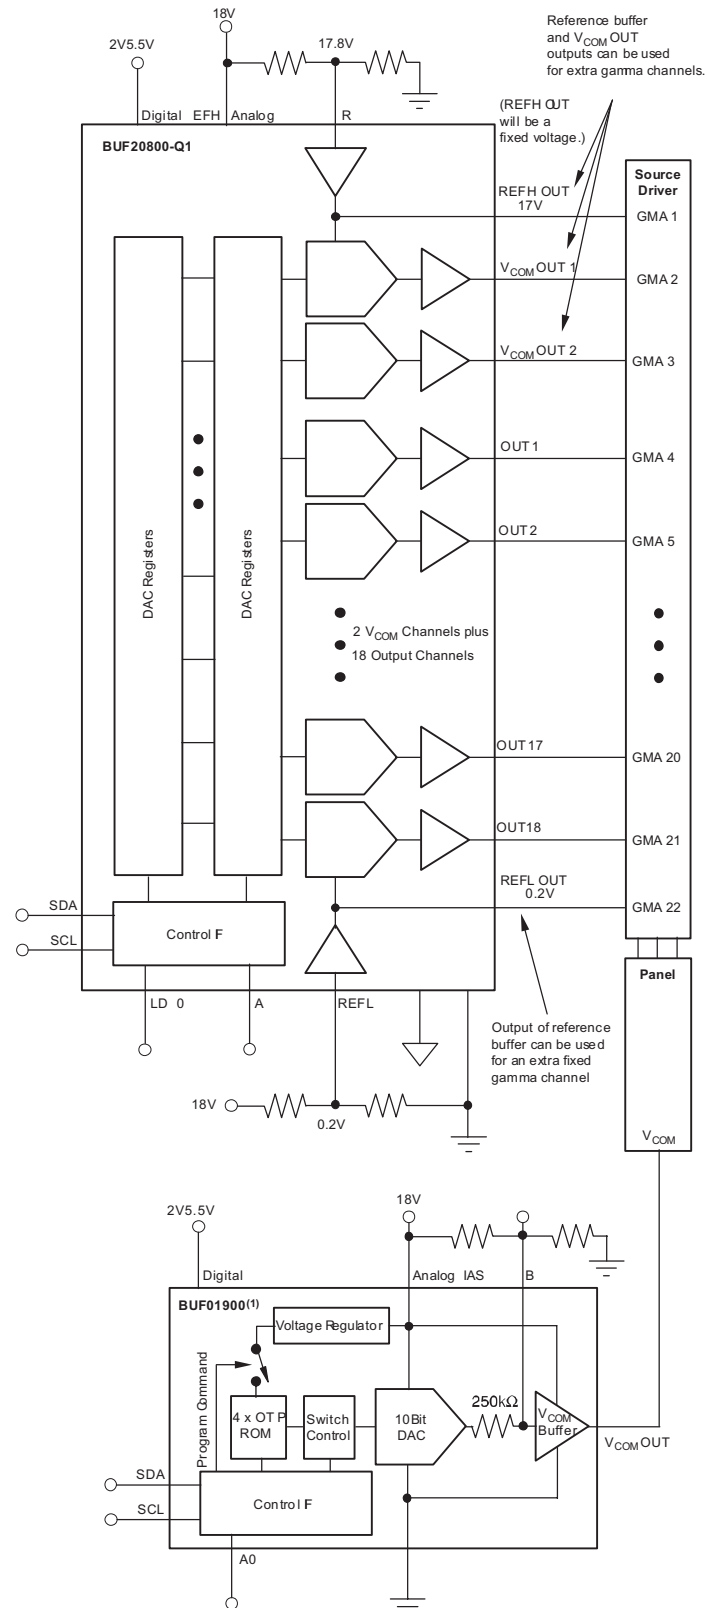 18V
2V5.5V
17.8V
Reference buffer
and VCOM OUT
outputs can be used
for extra gamma channels.
Digital EFH Analog R
(REFH OUT
will be a
fixed voltage.)
BUF20800-Q1
REFH OUT
17V
Source
Driver
GMA 1
VCOM OUT 1
GMA 2
VCOM OUT 2
GMA 3
OUT 1
GMA 4
OUT 2
GMA 5
DAC Registers
DAC Registers
2 VCOM Channels plus
18 Output Channels
OUT17
GMA 20
OUT18
GMA 21
REFL OUT
0.2V
GMA 22
SDA
SCL
Control IF
Panel
LD 0
A
REFL
Output of reference
buffer can be used
for an extra fixed
gamma channel
18V
0.2V
VCOM
2V5.5V
18V
Digital
Analog IAS B
BUF01900(1)
Voltage Regulator
Program Command
4 x OTP
ROM
Switch
Control
10Bit
DAC
250kΩ
VCOM
Buffer
VCOM OUT
SDA
SCL
Control IF
A0